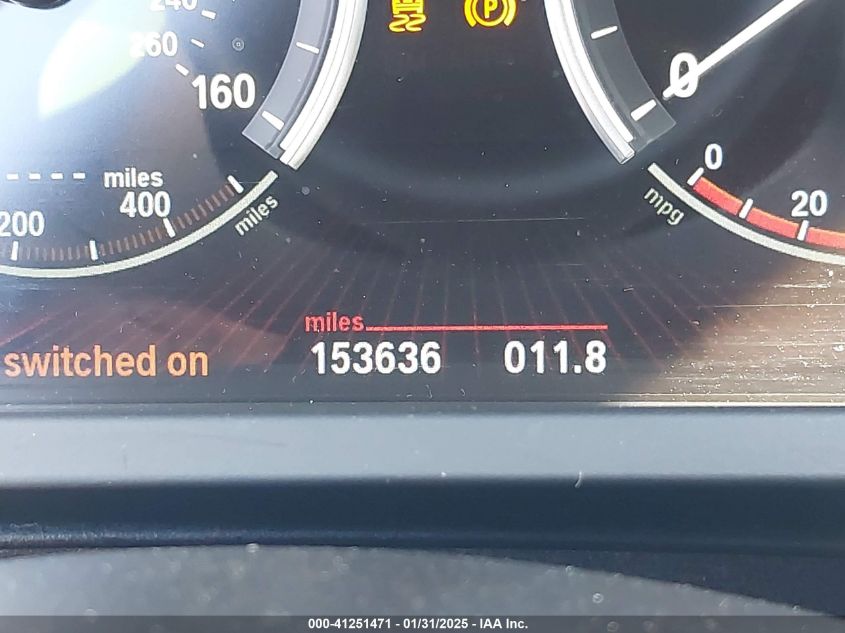 240
260
160
P
0
miles
200
400
miles
mpg
0
20
miles
switched on
153636 011.8
000-41251471 - 01/31/2025 - IAA Inc.